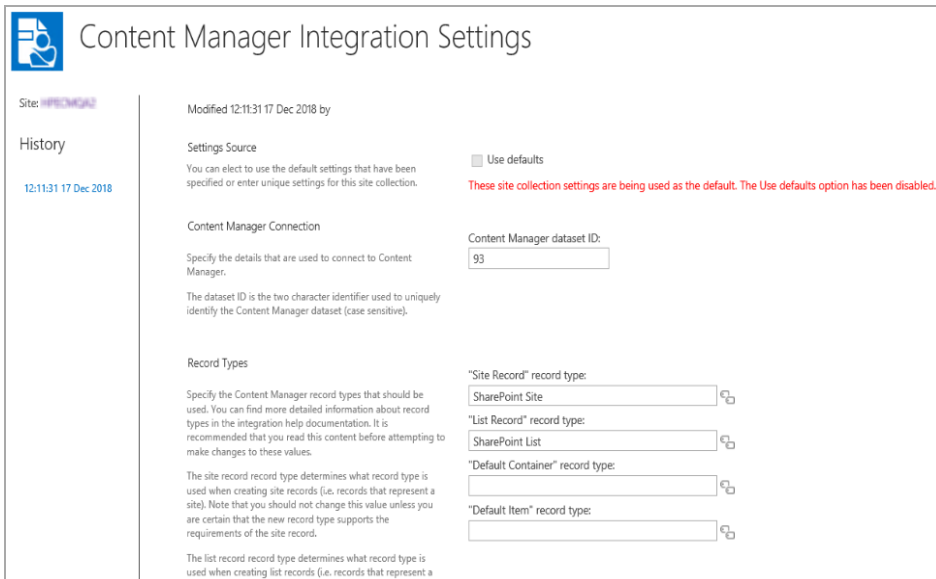 Content Manager Integration Settings
Site:
History
12:11:31 17 Dec 2018
Modified 12:11:31 17 Dec 2018 by
Settings Source
You can elect to use the default settings that have been
specified or enter unique settings for this site collection.
Use defaults
These site collection settings are being used as the default. The Use defaults option has been disabled.
Content Manager Connection
Specify the details that are used to connect to Content
Manager.
The dataset ID is the two character identifier used to uniquely
identify the Content Manager dataset (case sensitive).
Content Manager dataset ID:
93
Record Types
Specify the Content Manager record types that should be
used. You can find more detailed information about record
types in the integration help documentation. It is
recommended that you read this content before attempting to
make changes to these values.
The site record record type determines what record type is
used when creating site records (i.e. records that represent a
site). Note that you should not change this value unless you
are certain that the new record type supports the
requirements of the site record.
The list record record type determines what record type is
used when creating list records (i.e. records that represent a
"Site Record" record type:
SharePoint Site
"List Record" record type:
SharePoint List
"Default Container" record type:
"Default Item" record type: